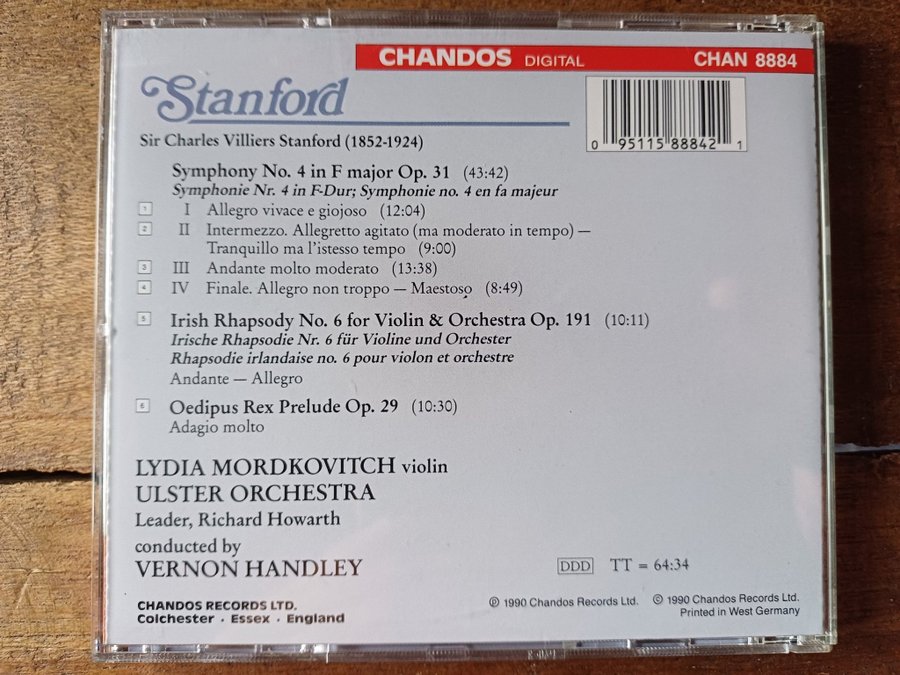 CHANDOS DIGITAL CHAN 8884
Stanford
0 95115 88842 1
Sir Charles Villiers Stanford (1852-1924)
Symphony No. 4 in F major Op. 31 (43:42)
Symphonie Nr. 4 in F-Dur; Symphonie no. 4 en fa majeur
1 I Allegro vivace e giojoso (12:04)
2 II Intermezzo. Allegretto agitato (ma moderato in tempo) —
Tranquillo ma l'istesso tempo (9:00)
3 III Andante molto moderato (13:38)
4 IV Finale. Allegro non troppo — Maestoso (8:49)
5 Irish Rhapsody No. 6 for Violin & Orchestra Op. 191 (10:11)
Irische Rhapsodie Nr. 6 für Violine und Orchester
Rhapsodie irlandaise no. 6 pour violon et orchestre
Andante — Allegro
6 Oedipus Rex Prelude Op. 29 (10:30)
Adagio molto
LYDIA MORDKOVITCH violin
ULSTER ORCHESTRA
Leader, Richard Howarth
conducted by
VERNON HANDLEY
DDD TT = 64:34
CHANDOS RECORDS LTD.
Colchester · Essex · England
℗ 1990 Chandos Records Ltd. © 1990 Chandos Records Ltd.
Printed in West Germany